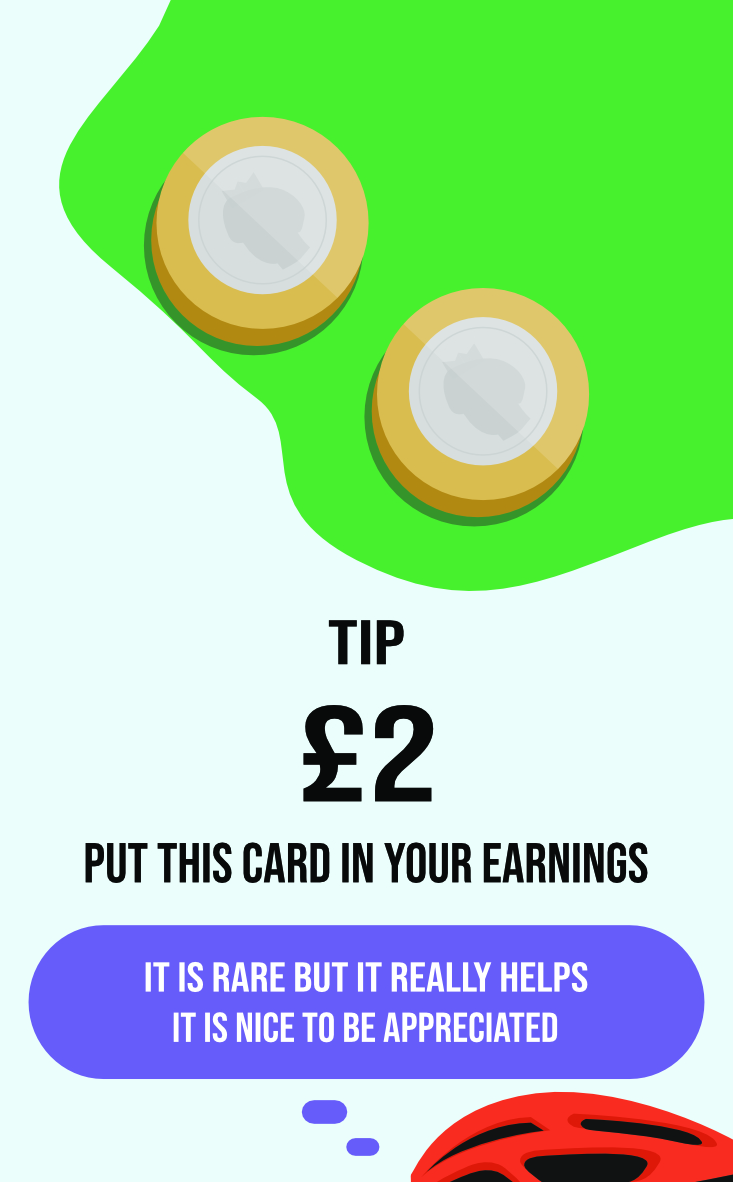 TIP
£2
PUT THIS CARD IN YOUR EARNINGS
IT IS RARE BUT IT REALLY HELPS
IT IS NICE TO BE APPRECIATED